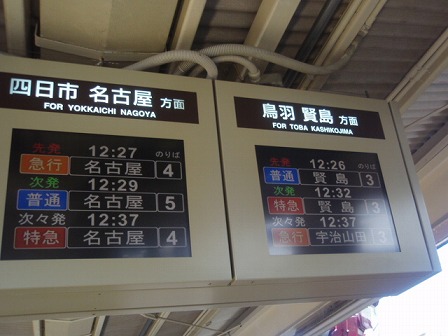 四日市 名古屋 方面
FOR YOKKAICHI NAGOYA
先発 12:27 のりば
急行 名古屋 4
次発 12:29
普通 名古屋 5
次々発 12:37
特急 名古屋 4
鳥羽 賢島 方面
FOR TOBA KASHIKOJIMA
先発 12:26 のりば
普通 賢島 3
次発 12:32
特急 賢島 3
次々発 12:37
急行 宇治山田 3